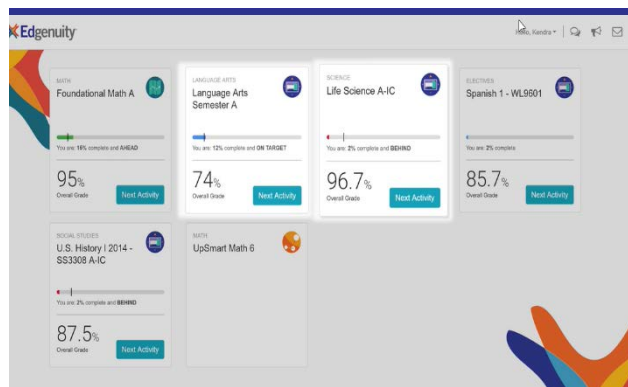 Edgenuity
Hello, Kendra
MATH
Foundational Math A
You are: 16% complete and AHEAD
95%
Overall Grade
Next Activity
LANGUAGE ARTS
Language Arts
Semester A
You are: 12% complete and ON TARGET
74%
Overall Grade
Next Activity
SCIENCE
Life Science A-IC
You are: 2% complete and BEHIND
96.7%
Overall Grade
Next Activity
ELECTIVES
Spanish 1 - WL9601
You are: 2% complete
85.7%
Overall Grade
Next Activity
SOCIAL STUDIES
U.S. History I 2014 -
SS3308 A-IC
You are: 2% complete and BEHIND
87.5%
Overall Grade
Next Activity
MATH
UpSmart Math 6